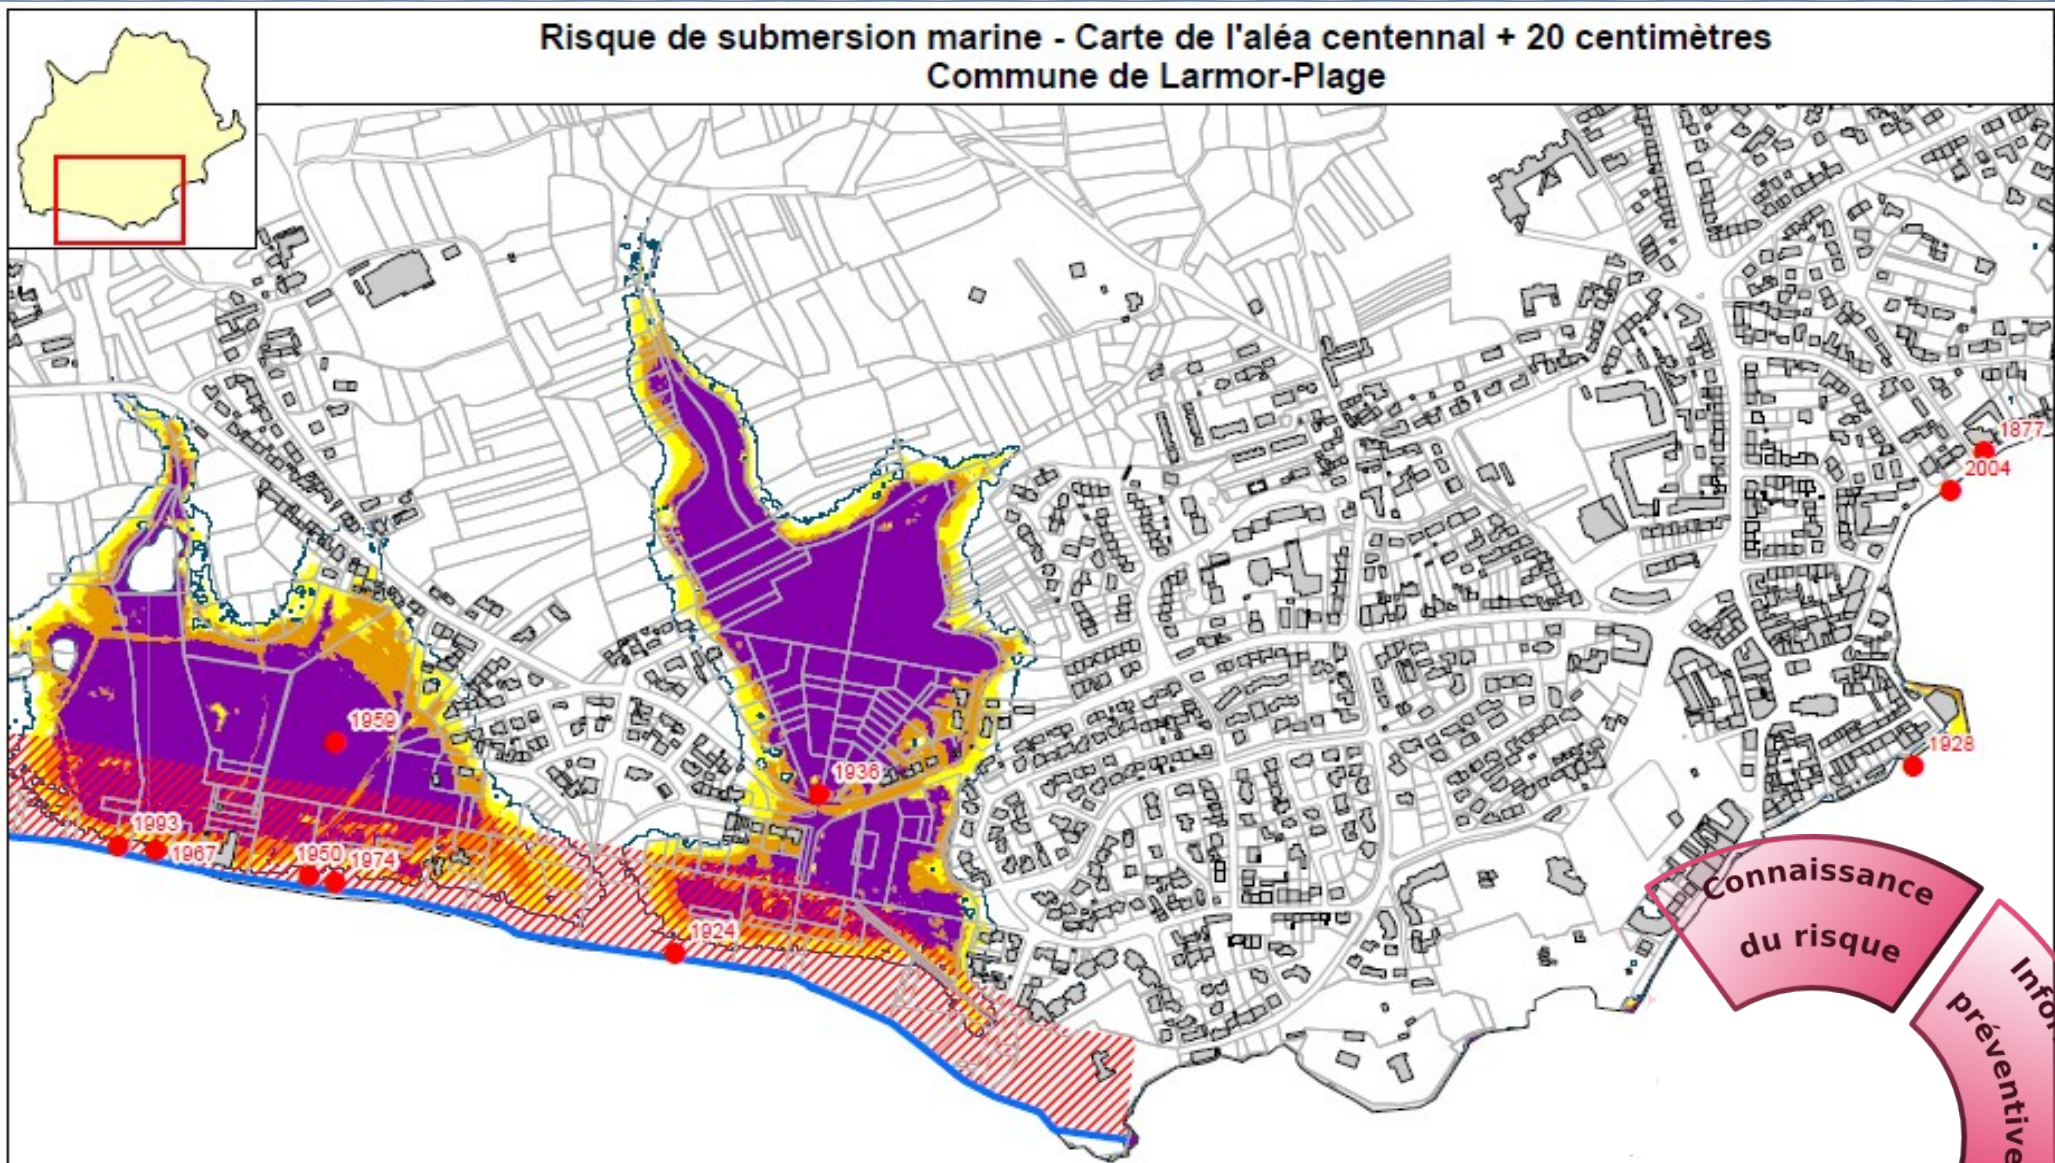 Risque de submersion marine - Carte de l'aléa centennal + 20 centimètres
Commune de Larmor-Plage
1877
2004
1959
1928
1936
1993
1967
1950
1974
1924
Connaissance
du risque
préventive